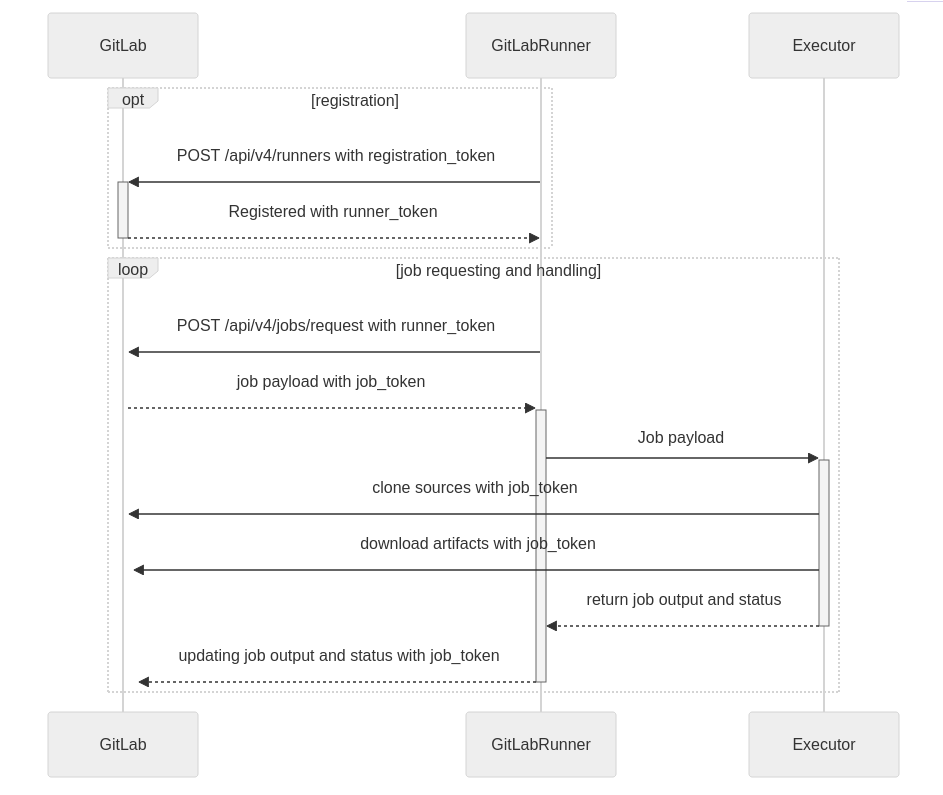 GitLab
GitLabRunner
Executor
opt
[registration]
POST /api/v4/runners with registration_token
Registered with runner_token
loop
[job requesting and handling]
POST /api/v4/jobs/request with runner_token
job payload with job_token
Job payload
clone sources with job_token
download artifacts with job_token
return job output and status
updating job output and status with job_token
GitLab
GitLabRunner
Executor